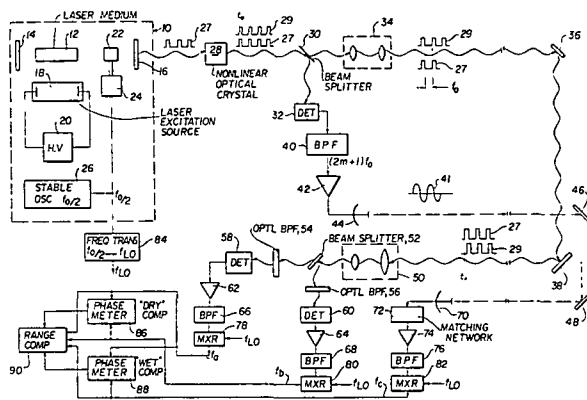 LASER MEDIUM
10
14
12
22
27
t₀
29
27
30
34
29
27
t₀
36
16
28
NONLINEAR
OPTICAL
CRYSTAL
BEAM
SPLITTER
18
24
LASER
EXCITATION
SOURCE
20
H.V
32
DET
40
BPF
(2m+1)f₀
STABLE
OSC f₀/2
26
f₀/2
42
44
41
46
OPTL BPF, 54
BEAM SPLITTER, 52
27
29
58
DET
50
38
48
FREQ TRANS
f₀/2 — fLO
84
fLO
OPTL
BPF, 56
70
72
MATCHING
NETWORK
62
DET
60
64
74
PHASE
METER
"DRY" COMP
86
66
BPF
78
MXR
fLO
BPF
68
BPF
76
90
RANGE
COMP
PHASE
METER
"WET" COMP
88
fa
fb
MXR
80
fLO
fc
MXR
82
fLO